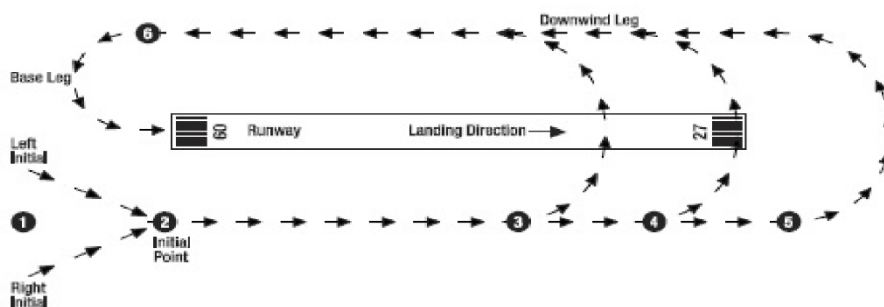 Downwind Leg
6
Base Leg
09
Runway
Landing Direction
27
Left
Initial
1
2
3
4
5
Initial
Point
Right
Initial